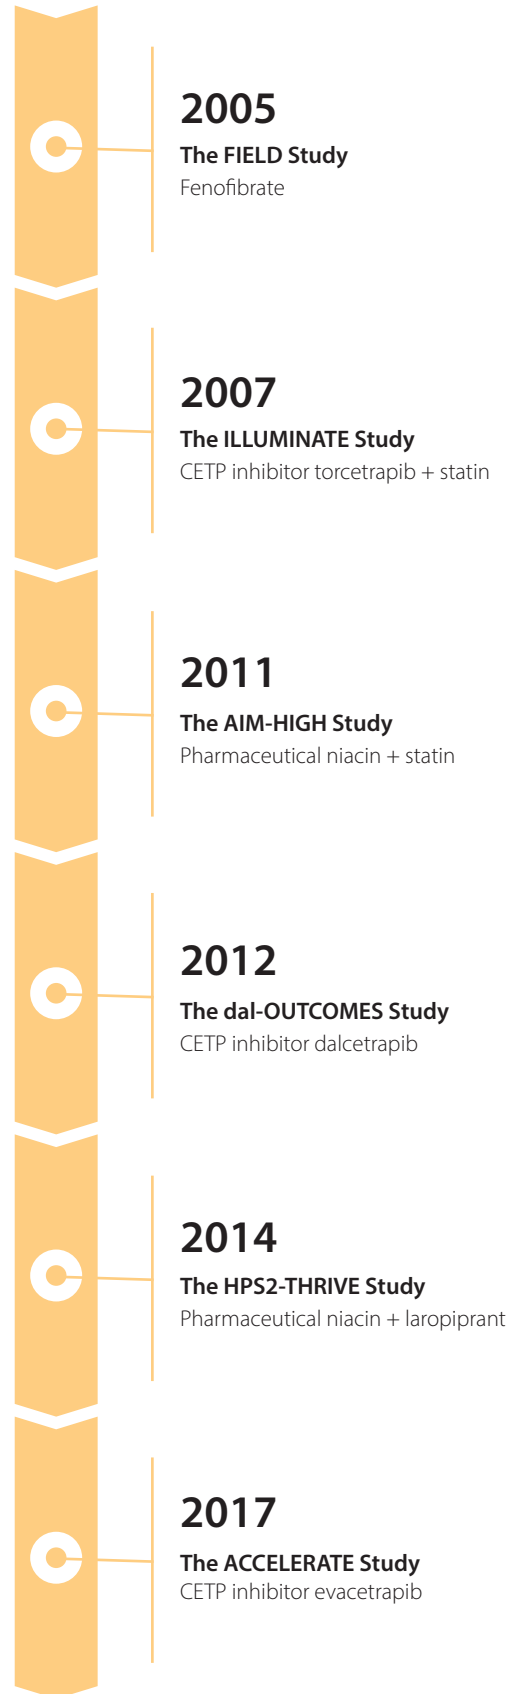 2005
The FIELD Study
Fenofibrate
2007
The ILLUMINATE Study
CETP inhibitor torcetrapib + statin
2011
The AIM-HIGH Study
Pharmaceutical niacin + statin
2012
The dal-OUTCOMES Study
CETP inhibitor dalcetrapib
2014
The HPS2-THRIVE Study
Pharmaceutical niacin + laropiprant
2017
The ACCELERATE Study
CETP inhibitor evacetrapib